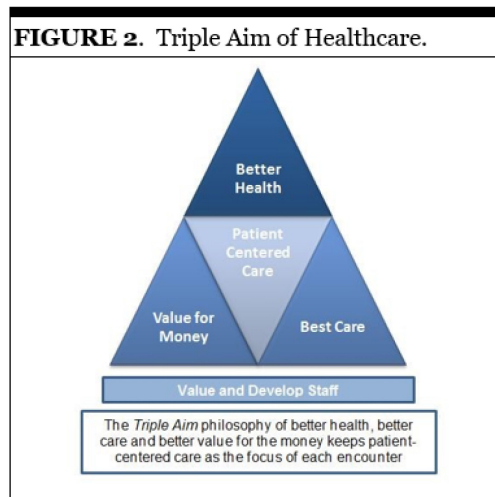 FIGURE 2. Triple Aim of Healthcare.
Better
Health
Patient
Centered
Care
Value for
Money
Best Care
Value and Develop Staff
The Triple Aim philosophy of better health, better
care and better value for the money keeps patient-
centered care as the focus of each encounter